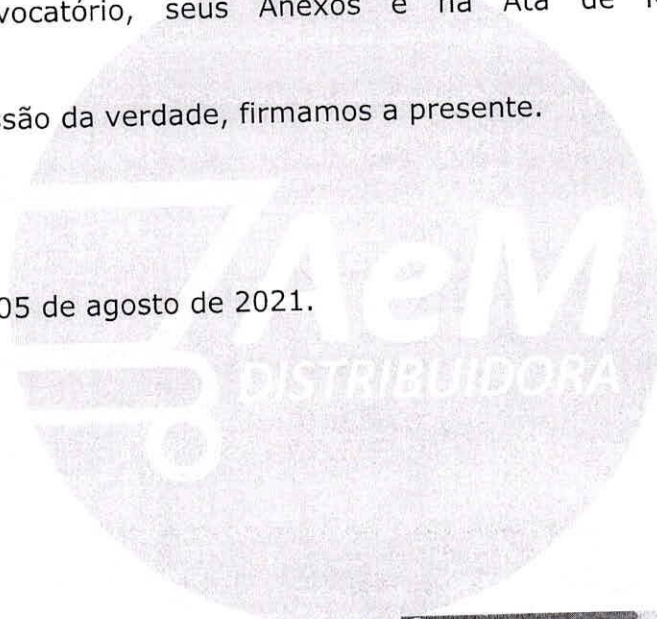 vocatório, seus Anexos e na Ata de
ssão da verdade, firmamos a presente.
05 de agosto de 2021.
AeM
DISTRIBUIDORA